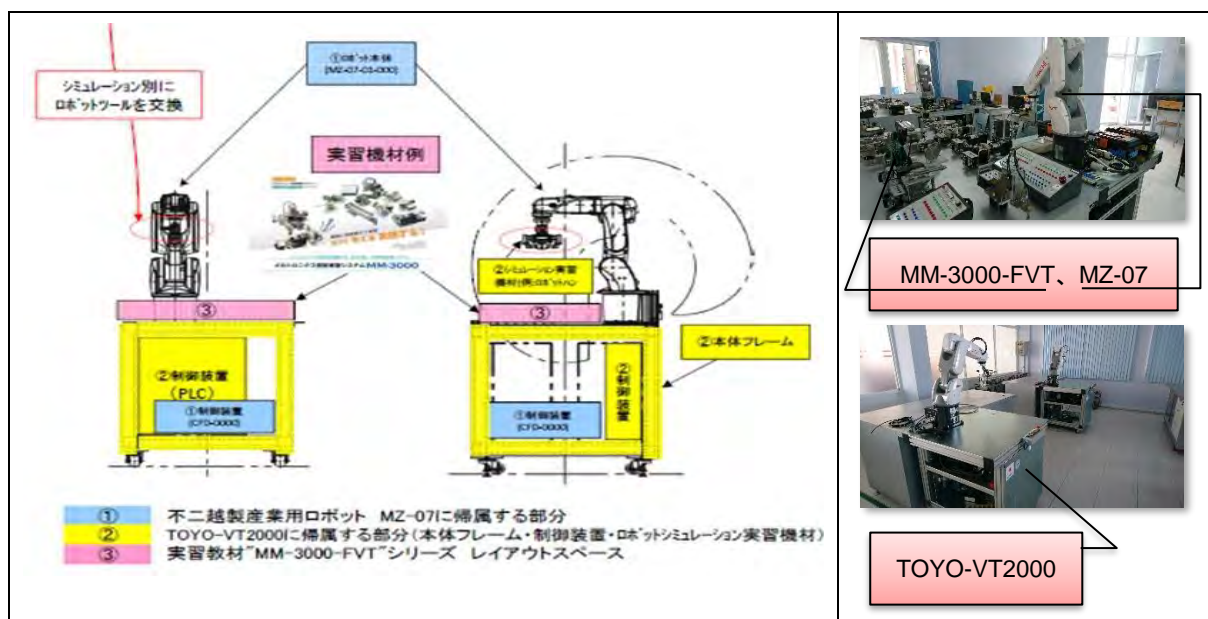 ①ロボット本体
(MZ-07-01-000)
シミュレーション別に
ロボットツールを交換
実習機材例
メカトロニクス技術実習システムMM-3000
②シミュレーション実習
機材(例:ロボットハン
③
③
②本体フレーム
②制御装置
(PLC)
②制御装置
①制御装置
(CFD-0000)
①制御装置
(CFD-0000)
① 不二越製産業用ロボット MZ-07に帰属する部分
② TOYO-VT2000に帰属する部分(本体フレーム・制御装置・ロボットシミュレーション実習機材)
③ 実習教材"MM-3000-FVT"シリーズ レイアウトスペース
MM-3000-FVT、MZ-07
TOYO-VT2000